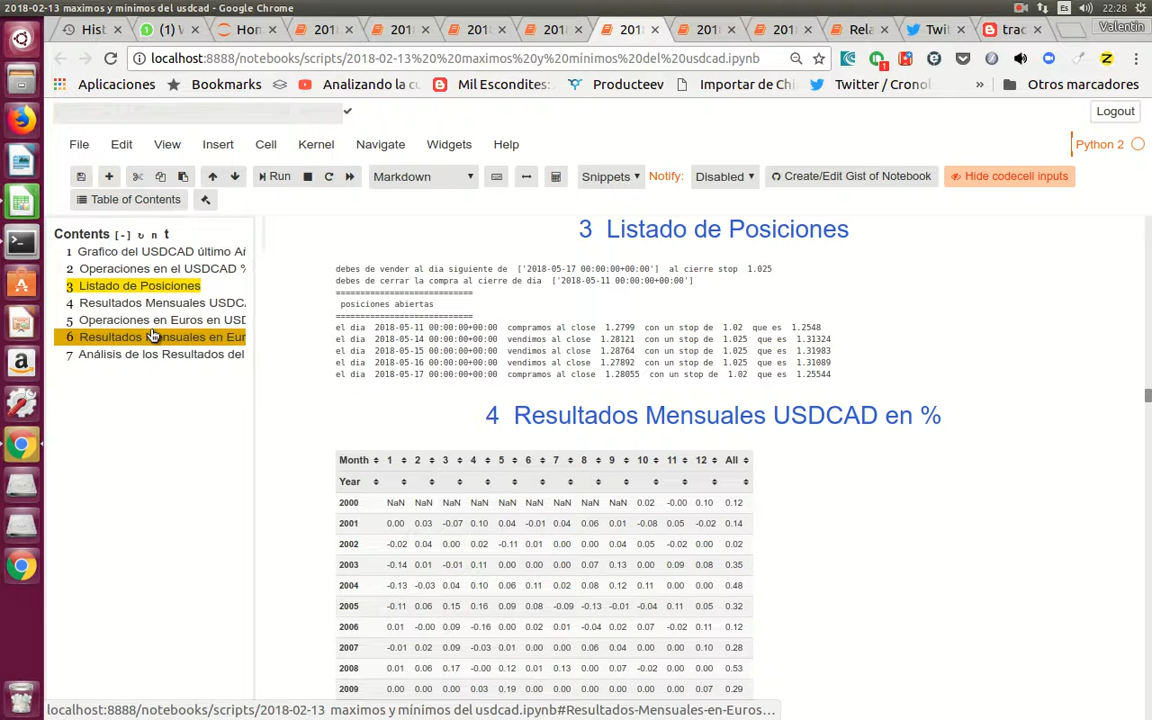 2018-02-13 maximos y minimos del usdcad - Google Chrome
Es
22:28
Hist
(1) W
Hom
201
201
201
201
201
201
201
Rela
Twit
trac
Valentin
localhost:8888/notebooks/scripts/2018-02-13%20%20maximos%20y%20minimos%20del%20usdcad.ipynb
Aplicaciones
Bookmarks
Analizando la cu
Mil Escondites:
Producteev
Importar de Chi
Twitter / Cronol
»
Otros marcadores
Logout
File
Edit
View
Insert
Cell
Kernel
Navigate
Widgets
Help
Python 2
Run
Markdown
Snippets
Notify:
Disabled
Create/Edit Gist of Notebook
Hide codecell inputs
Table of Contents
Contents [-] ↻ n t
1 Grafico del USDCAD último Añ
2 Operaciones en el USDCAD %
3 Listado de Posiciones
4 Resultados Mensuales USDC
5 Operaciones en Euros en USD
6 Resultados Mensuales en Eur
7 Análisis de los Resultados del
3 Listado de Posiciones
debes de vender al dia siguiente de ['2018-05-17 00:00:00+00:00'] al cierre stop 1.025
debes de cerrar la compra al cierre de dia ['2018-05-11 00:00:00+00:00']
==========================
posiciones abiertas
==========================
el dia 2018-05-11 00:00:00+00:00 compramos al close 1.2799 con un stop de 1.02 que es 1.2548
el dia 2018-05-14 00:00:00+00:00 vendimos al close 1.28121 con un stop de 1.025 que es 1.31324
el dia 2018-05-15 00:00:00+00:00 vendimos al close 1.28764 con un stop de 1.025 que es 1.31983
el dia 2018-05-16 00:00:00+00:00 vendimos al close 1.27892 con un stop de 1.025 que es 1.31089
el dia 2018-05-17 00:00:00+00:00 compramos al close 1.28055 con un stop de 1.02 que es 1.25544
4 Resultados Mensuales USDCAD en %
Month 1 2 3 4 5 6 7 8 9 10 11 12 All
Year
2000 NaN NaN NaN NaN NaN NaN NaN NaN NaN 0.02 -0.00 0.10 0.12
2001 0.00 0.03 -0.07 0.10 0.04 -0.01 0.04 0.06 0.01 -0.08 0.05 -0.02 0.14
2002 -0.02 0.04 0.00 0.02 -0.11 0.01 0.00 0.00 0.04 0.05 -0.02 0.00 0.02
2003 -0.14 0.01 -0.01 0.11 0.00 0.00 0.00 0.07 0.13 0.00 0.09 0.08 0.35
2004 -0.13 -0.03 0.04 0.10 0.06 0.11 0.02 0.08 0.12 0.11 0.00 0.00 0.48
2005 -0.11 0.06 0.15 0.16 0.09 0.08 -0.09 -0.13 -0.01 -0.04 0.11 0.05 0.32
2006 0.01 -0.00 0.09 -0.16 0.00 0.02 0.01 -0.04 0.02 0.07 -0.02 0.11 0.12
2007 -0.01 0.02 0.09 -0.03 0.01 0.00 0.00 0.06 0.04 0.00 0.00 0.10 0.28
2008 0.01 0.06 0.17 -0.00 0.12 0.01 0.13 0.00 0.07 -0.02 0.00 0.00 0.53
2009 0.00 0.00 0.00 0.03 0.19 0.00 0.00 0.00 0.00 0.00 0.00 0.07 0.29
localhost:8888/notebooks/scripts/2018-02-13 maximos y mínimos del usdcad.ipynb#Resultados-Mensuales-en-Euros...